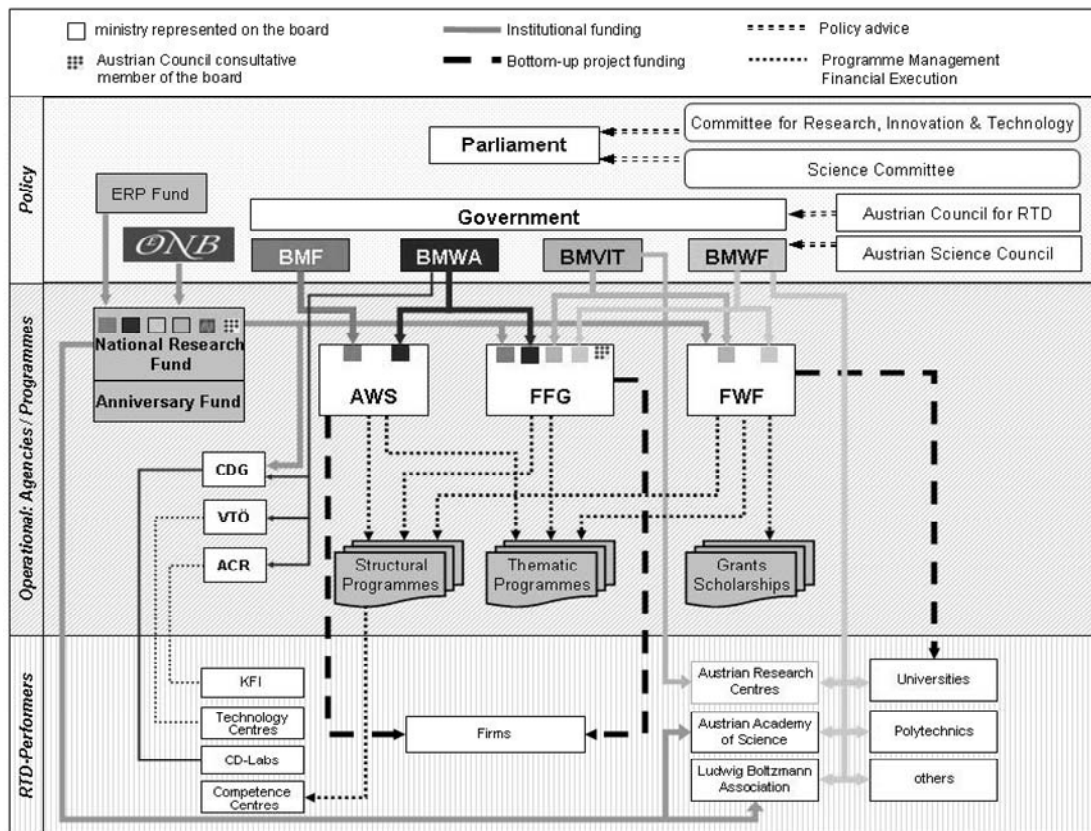 ministry represented on the board
Institutional funding
Policy advice
Austrian Council consultative
member of the board
Bottom-up project funding
Programme Management
Financial Execution
Policy
Committee for Research, Innovation & Technology
Parliament
Science Committee
ERP Fund
Government
Austrian Council for RTD
ONB
BMF
BMWA
BMVIT
BMWF
Austrian Science Council
Operational: Agencies / Programmes
National Research
Fund
Anniversary Fund
AWS
FFG
FWF
CDG
VTÖ
ACR
Structural
Programmes
Thematic
Programmes
Grants
Scholarships
RTD-Performers
KFI
Technology
Centres
CD-Labs
Competence
Centres
Firms
Austrian Research
Centres
Universities
Austrian Academy
of Science
Polytechnics
Ludwig Boltzmann
Association
others